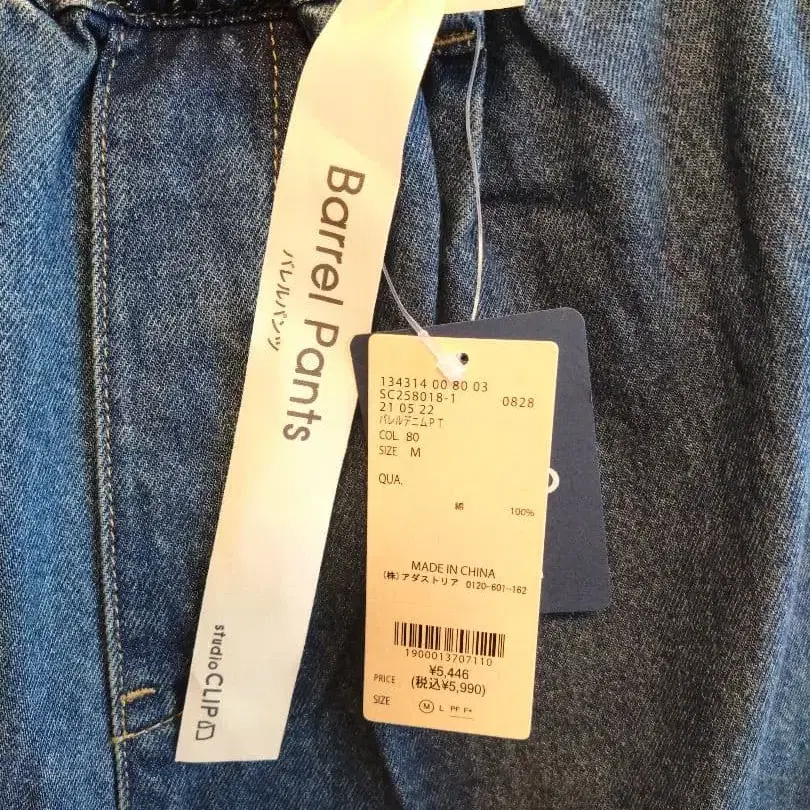 Barrel Pants
バレルパンツ
studio CLIP
134314 00 80 03
SC258018-1 0828
21 05 22
バレルデニムPT
COL. 80
SIZE M
QUA.
綿 100%
MADE IN CHINA
(株)アダストリア 0120-601-162
1900013707110
PRICE ¥5,446
(税込¥5,990)
SIZE M L PF F+